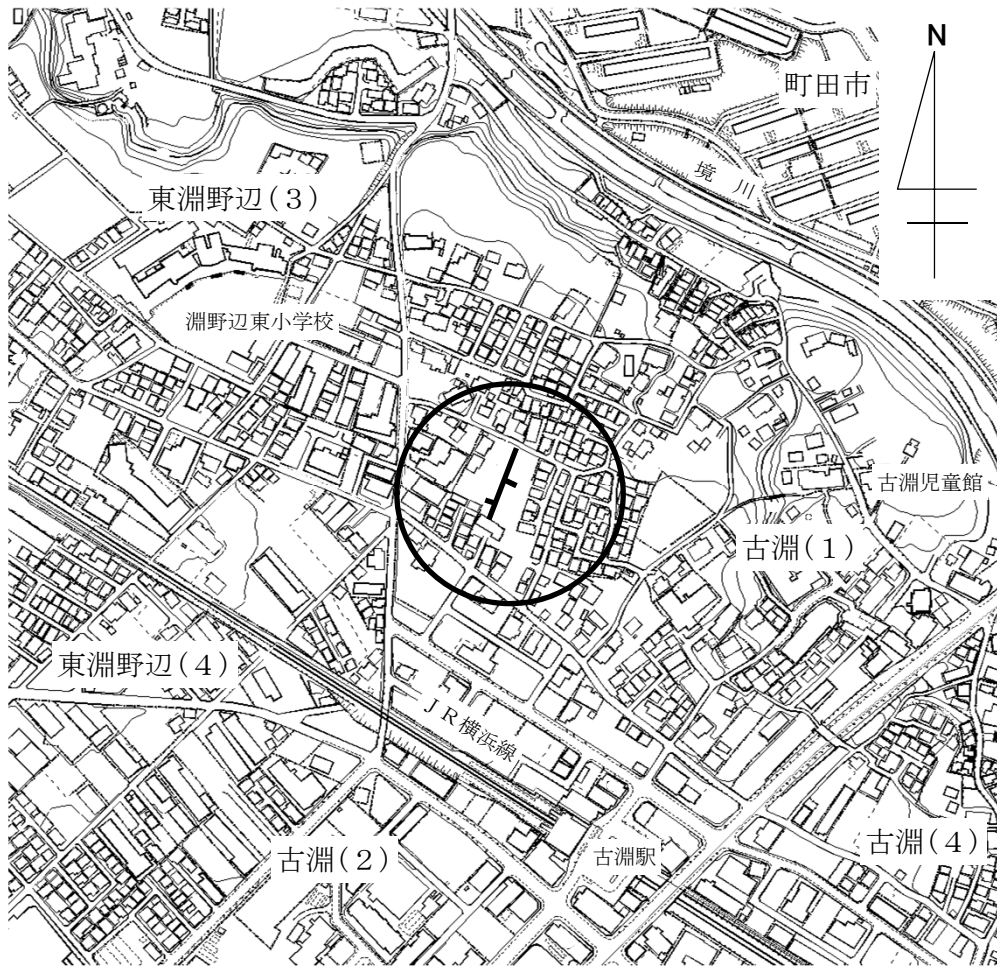 N
町田市
境川
東淵野辺(3)
淵野辺東小学校
古淵児童館
古淵(1)
東淵野辺(4)
JR横浜線
古淵(2)
古淵駅
古淵(4)